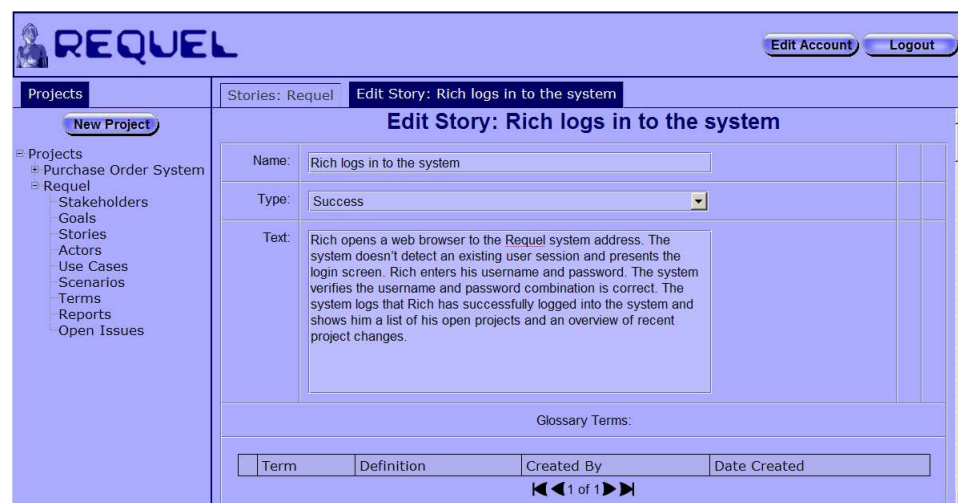 REQUEL
Edit Account Logout
Projects
New Project
Projects
Purchase Order System
Requel
Stakeholders
Goals
Stories
Actors
Use Cases
Scenarios
Terms
Reports
Open Issues
Stories: Requel Edit Story: Rich logs in to the system
Edit Story: Rich logs in to the system
Name: Rich logs in to the system
Type: Success
Text: Rich opens a web browser to the Requel system address. The
system doesn't detect an existing user session and presents the
login screen. Rich enters his username and password. The system
verifies the username and password combination is correct. The
system logs that Rich has successfully logged into the system and
shows him a list of his open projects and an overview of recent
project changes.
Glossary Terms:
Term Definition Created By Date Created
1 of 1